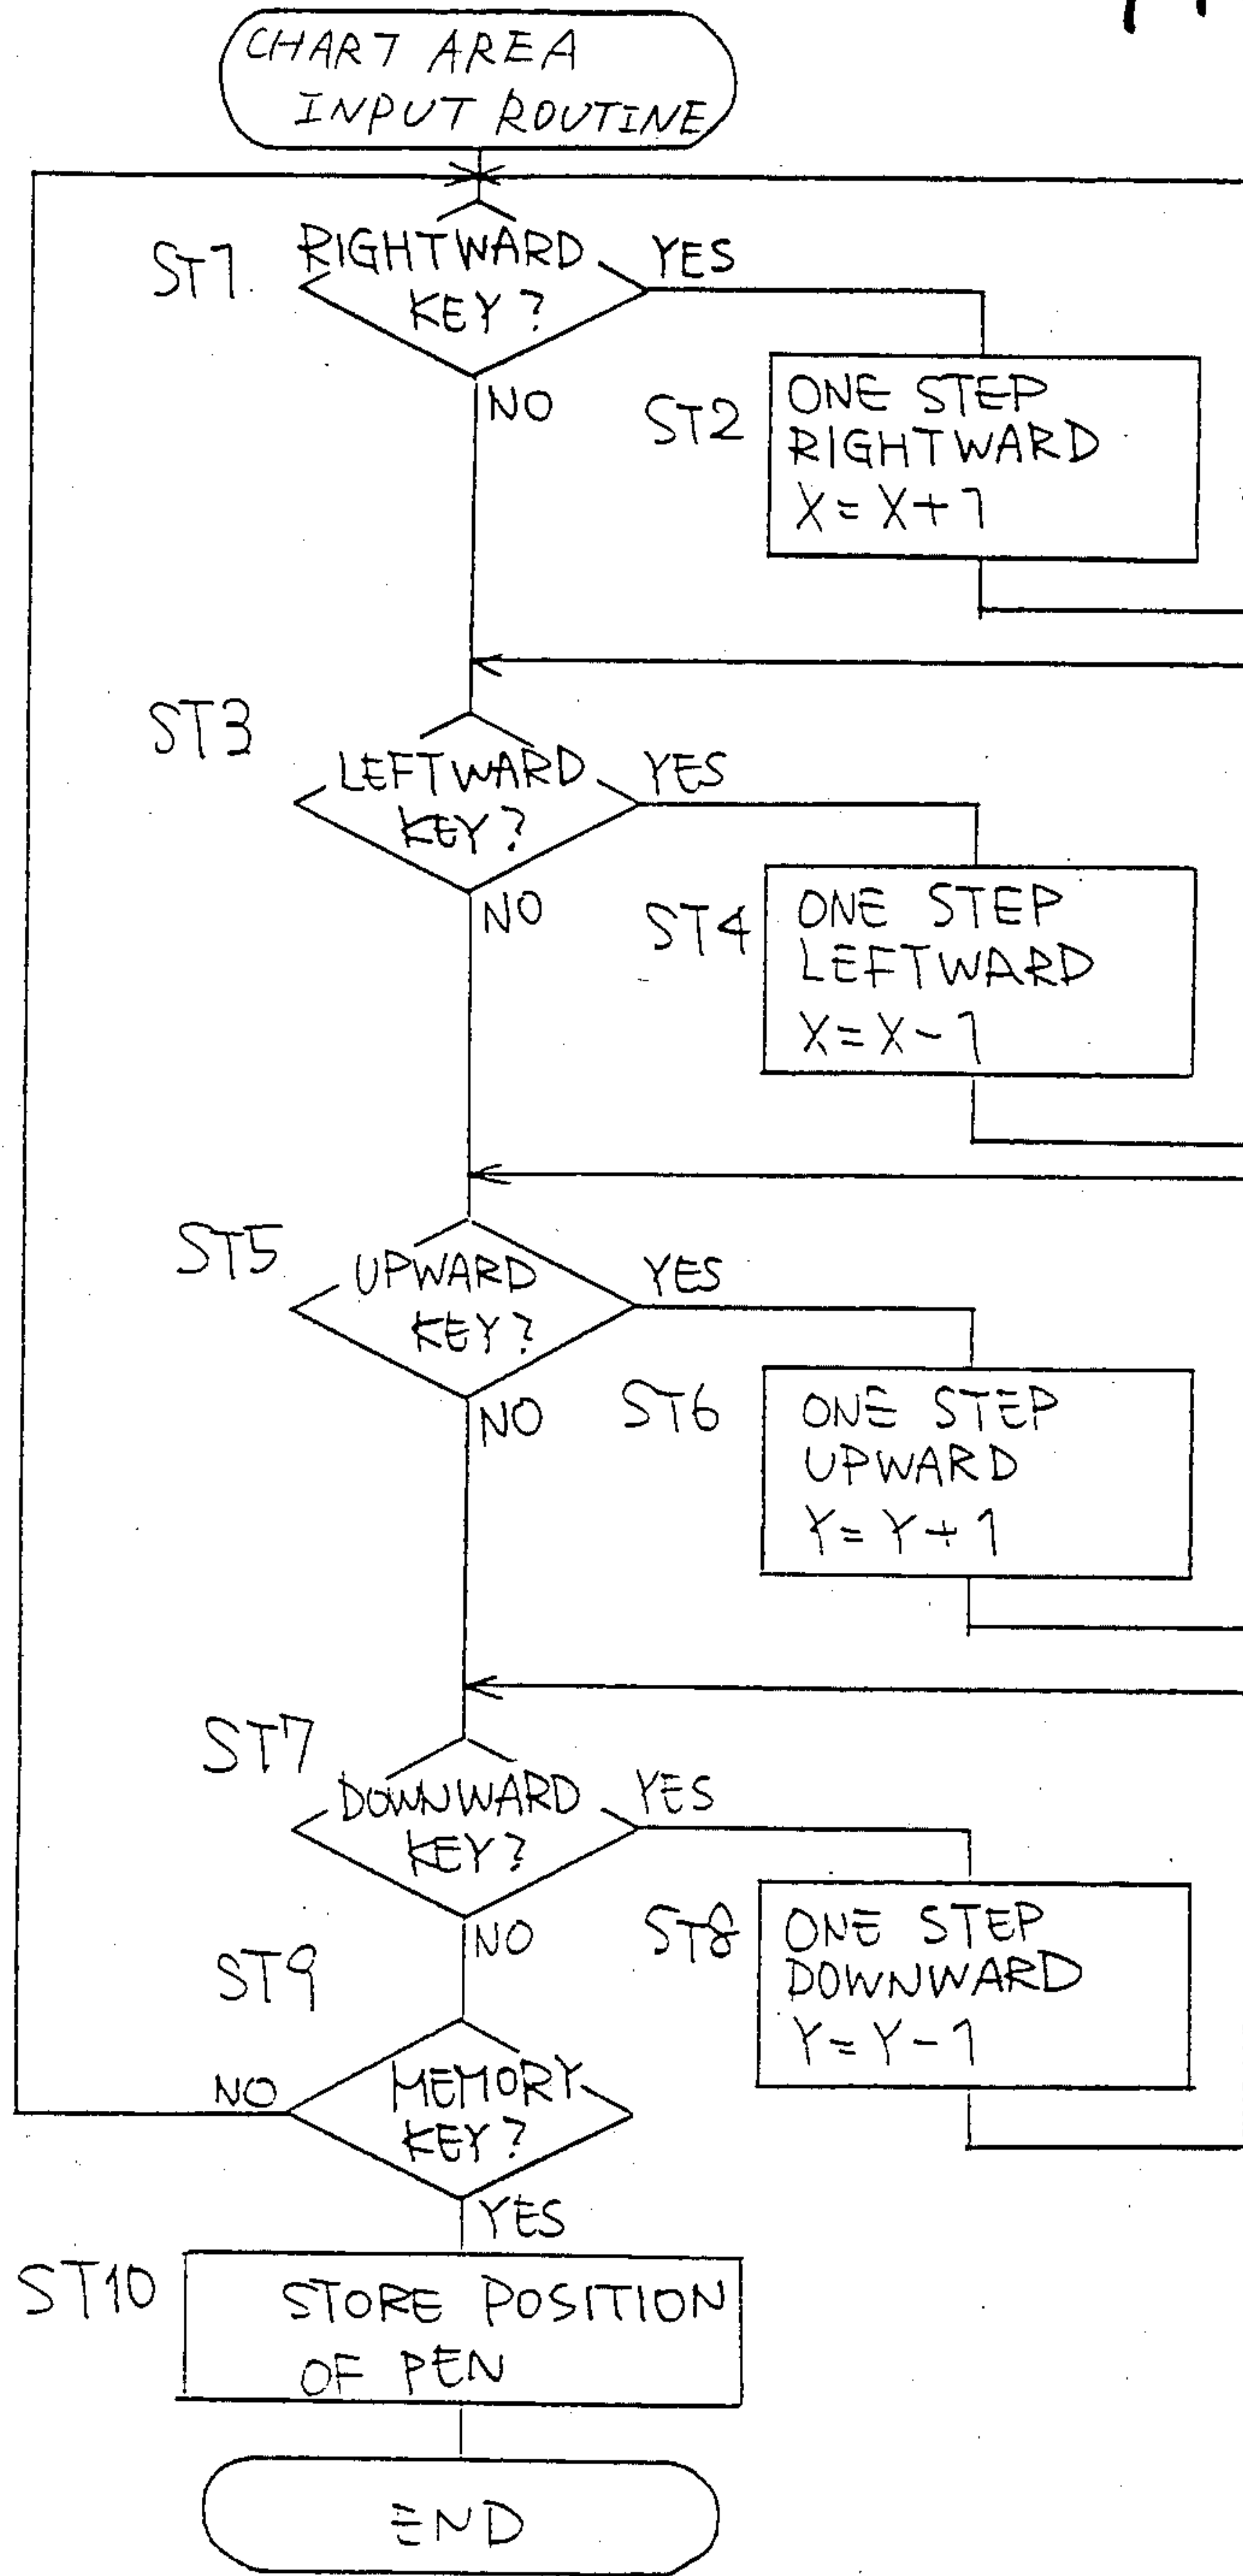 CHART AREA
INPUT ROUTINE
ST1
RIGHTWARD
KEY?
YES
NO
ST2
ONE STEP
RIGHTWARD
X=X+1
ST3
LEFTWARD
KEY?
YES
NO
ST4
ONE STEP
LEFTWARD
X=X-1
ST5
UPWARD
KEY?
YES
NO
ST6
ONE STEP
UPWARD
Y=Y+1
ST7
DOWNWARD
KEY?
YES
NO
ST8
ONE STEP
DOWNWARD
Y=Y-1
ST9
MEMORY
KEY?
NO
YES
ST10
STORE POSITION
OF PEN
END